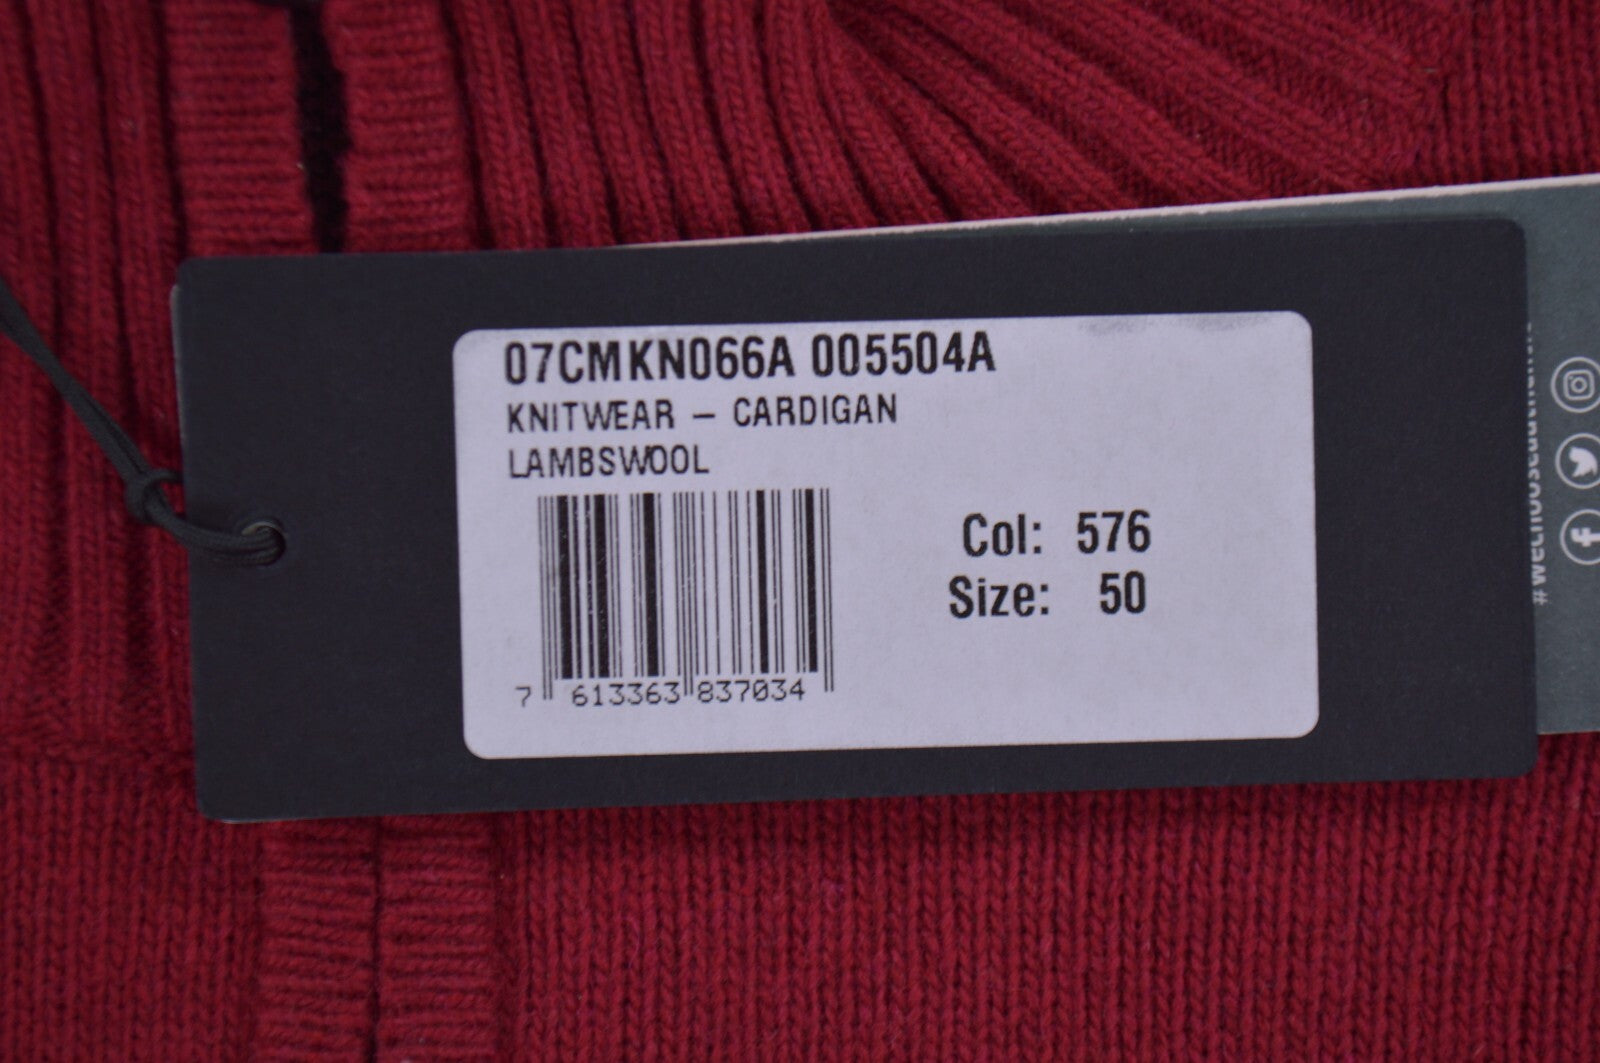 07CMKN066A 005504A
KNITWEAR – CARDIGAN
LAMBSWOOL
Col: 576
Size: 50
7 613363 837034